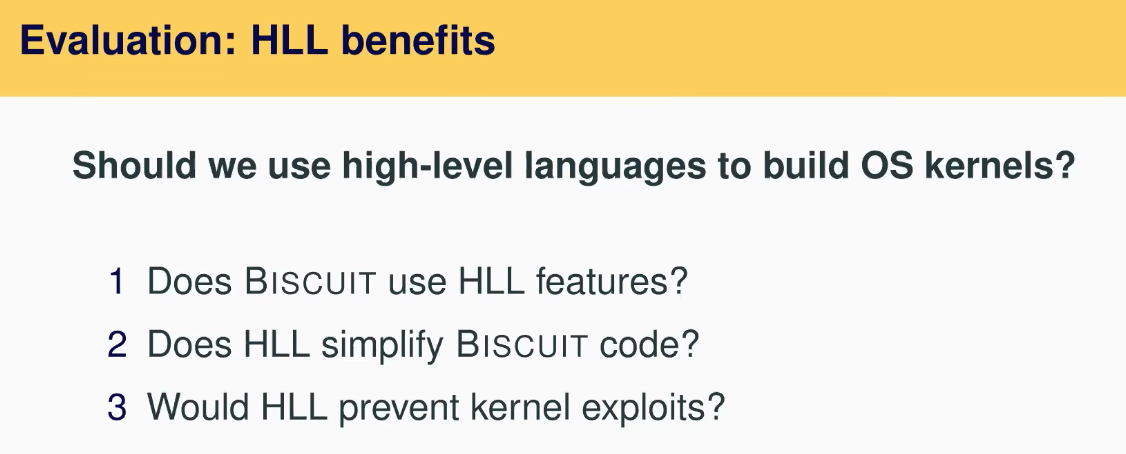 Evaluation: HLL benefits
Should we use high-level languages to build OS kernels?
1 Does BISCUIT use HLL features?
2 Does HLL simplify BISCUIT code?
3 Would HLL prevent kernel exploits?